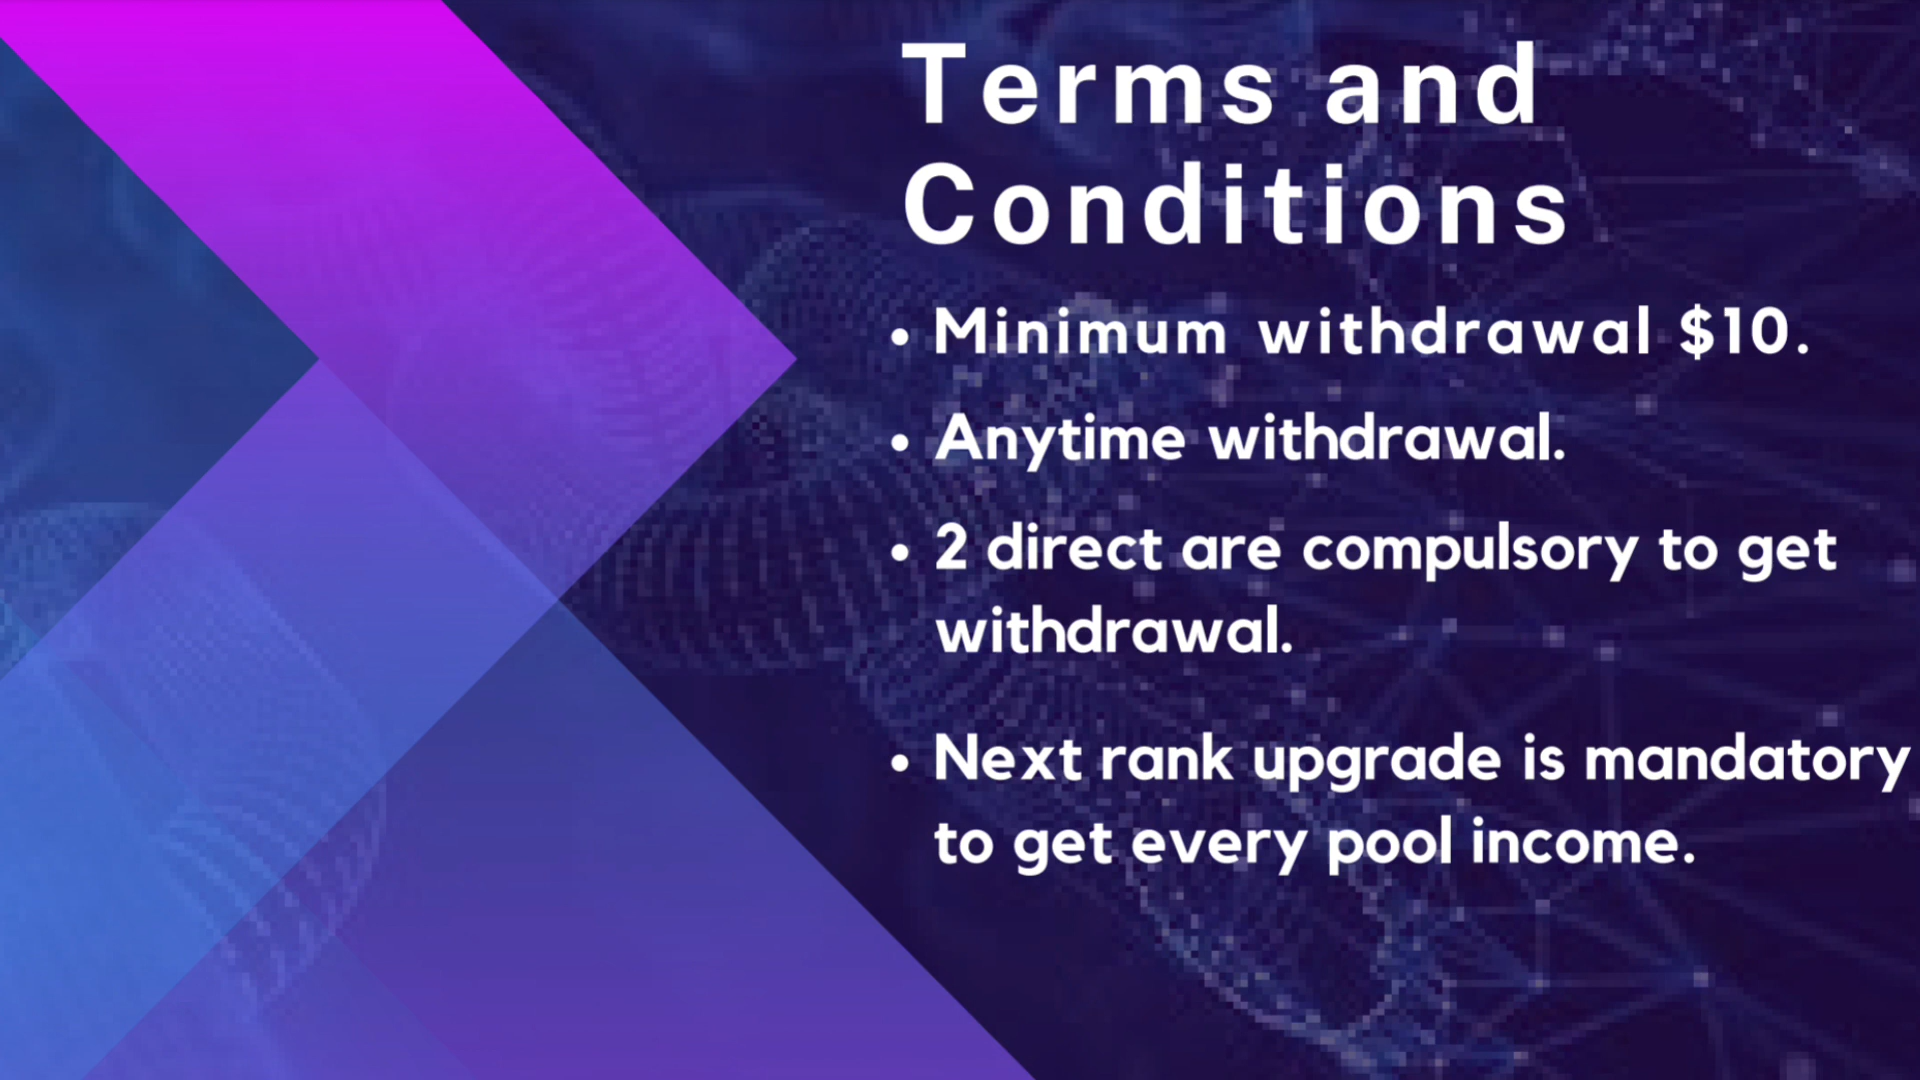 Terms and
Conditions
• Minimum withdrawal $10.
• Anytime withdrawal.
• 2 direct are compulsory to get
withdrawal.
• Next rank upgrade is mandatory
to get every pool income.